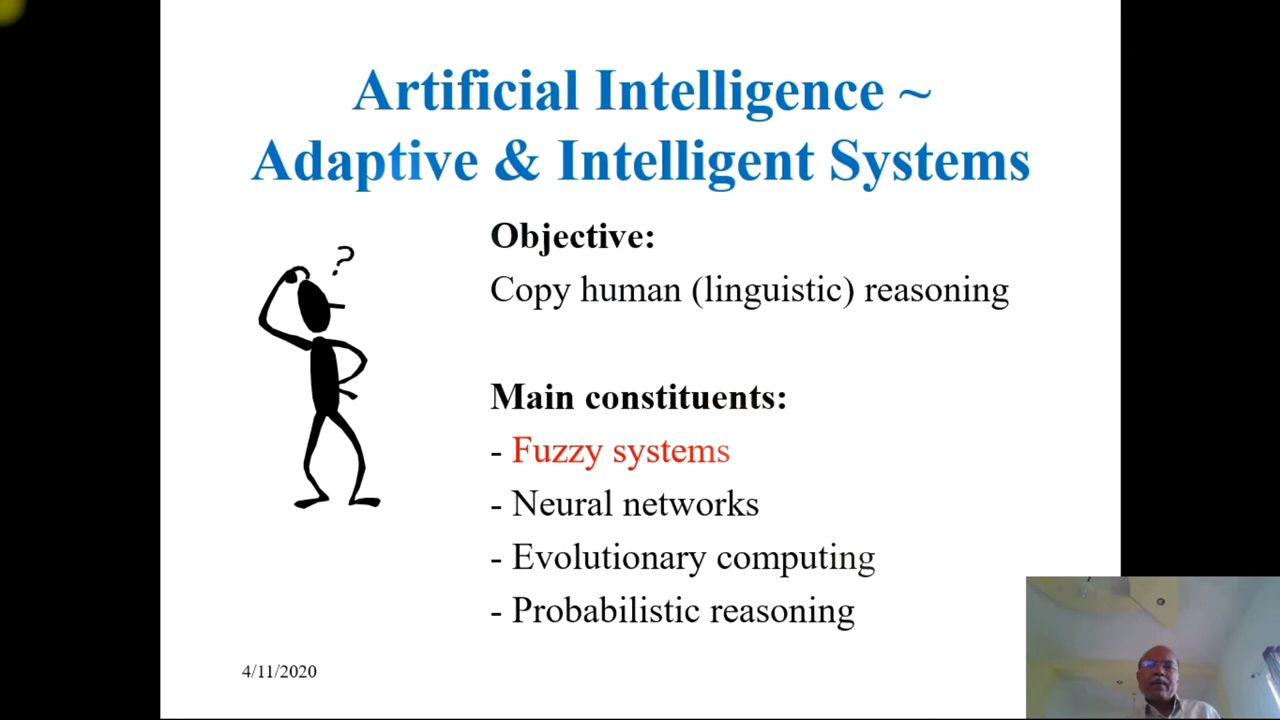 Artificial Intelligence ~
Adaptive & Intelligent Systems
?
Objective:
Copy human (linguistic) reasoning
Main constituents:
- Fuzzy systems
- Neural networks
- Evolutionary computing
- Probabilistic reasoning
4/11/2020